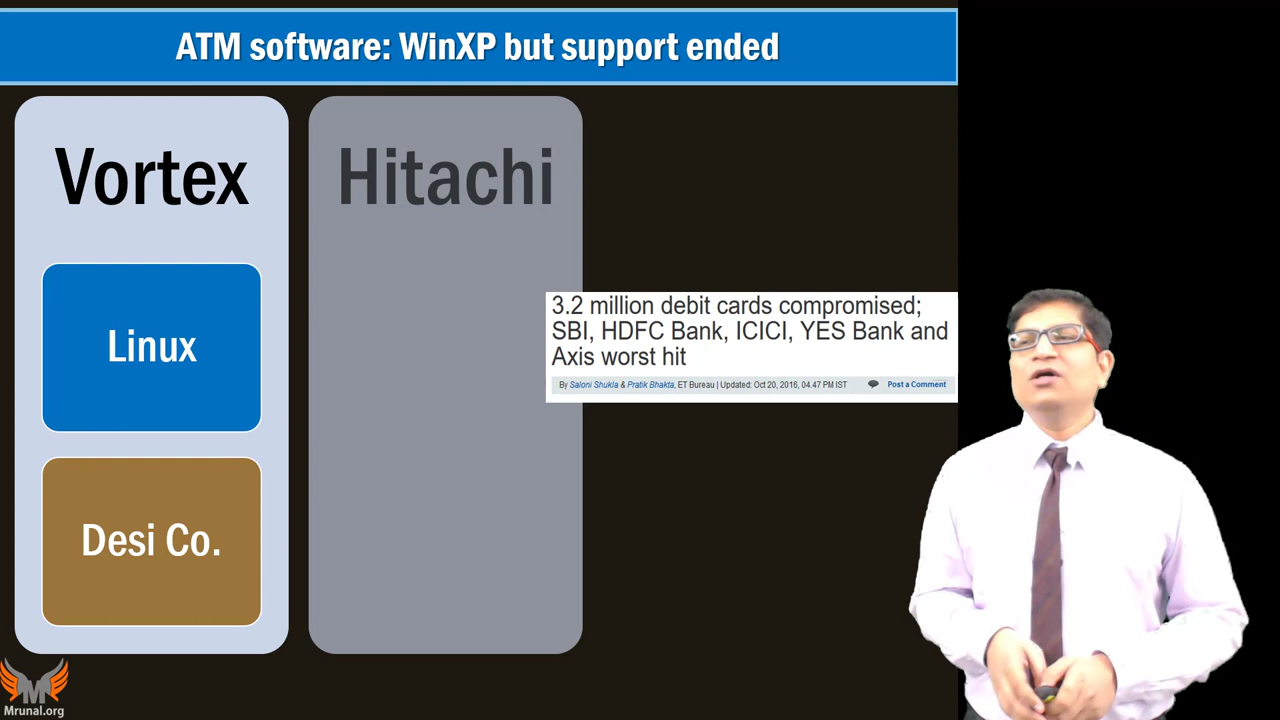 ATM software: WinXP but support ended
Vortex
Hitachi
Linux
3.2 million debit cards compromised;
SBI, HDFC Bank, ICICI, YES Bank and
Axis worst hit
By Saloni Shukla & Pratik Bhakta, ET Bureau | Updated: Oct 20, 2016, 04.47 PM IST
Post a Comment
Desi Co.
M
Mrunal.org